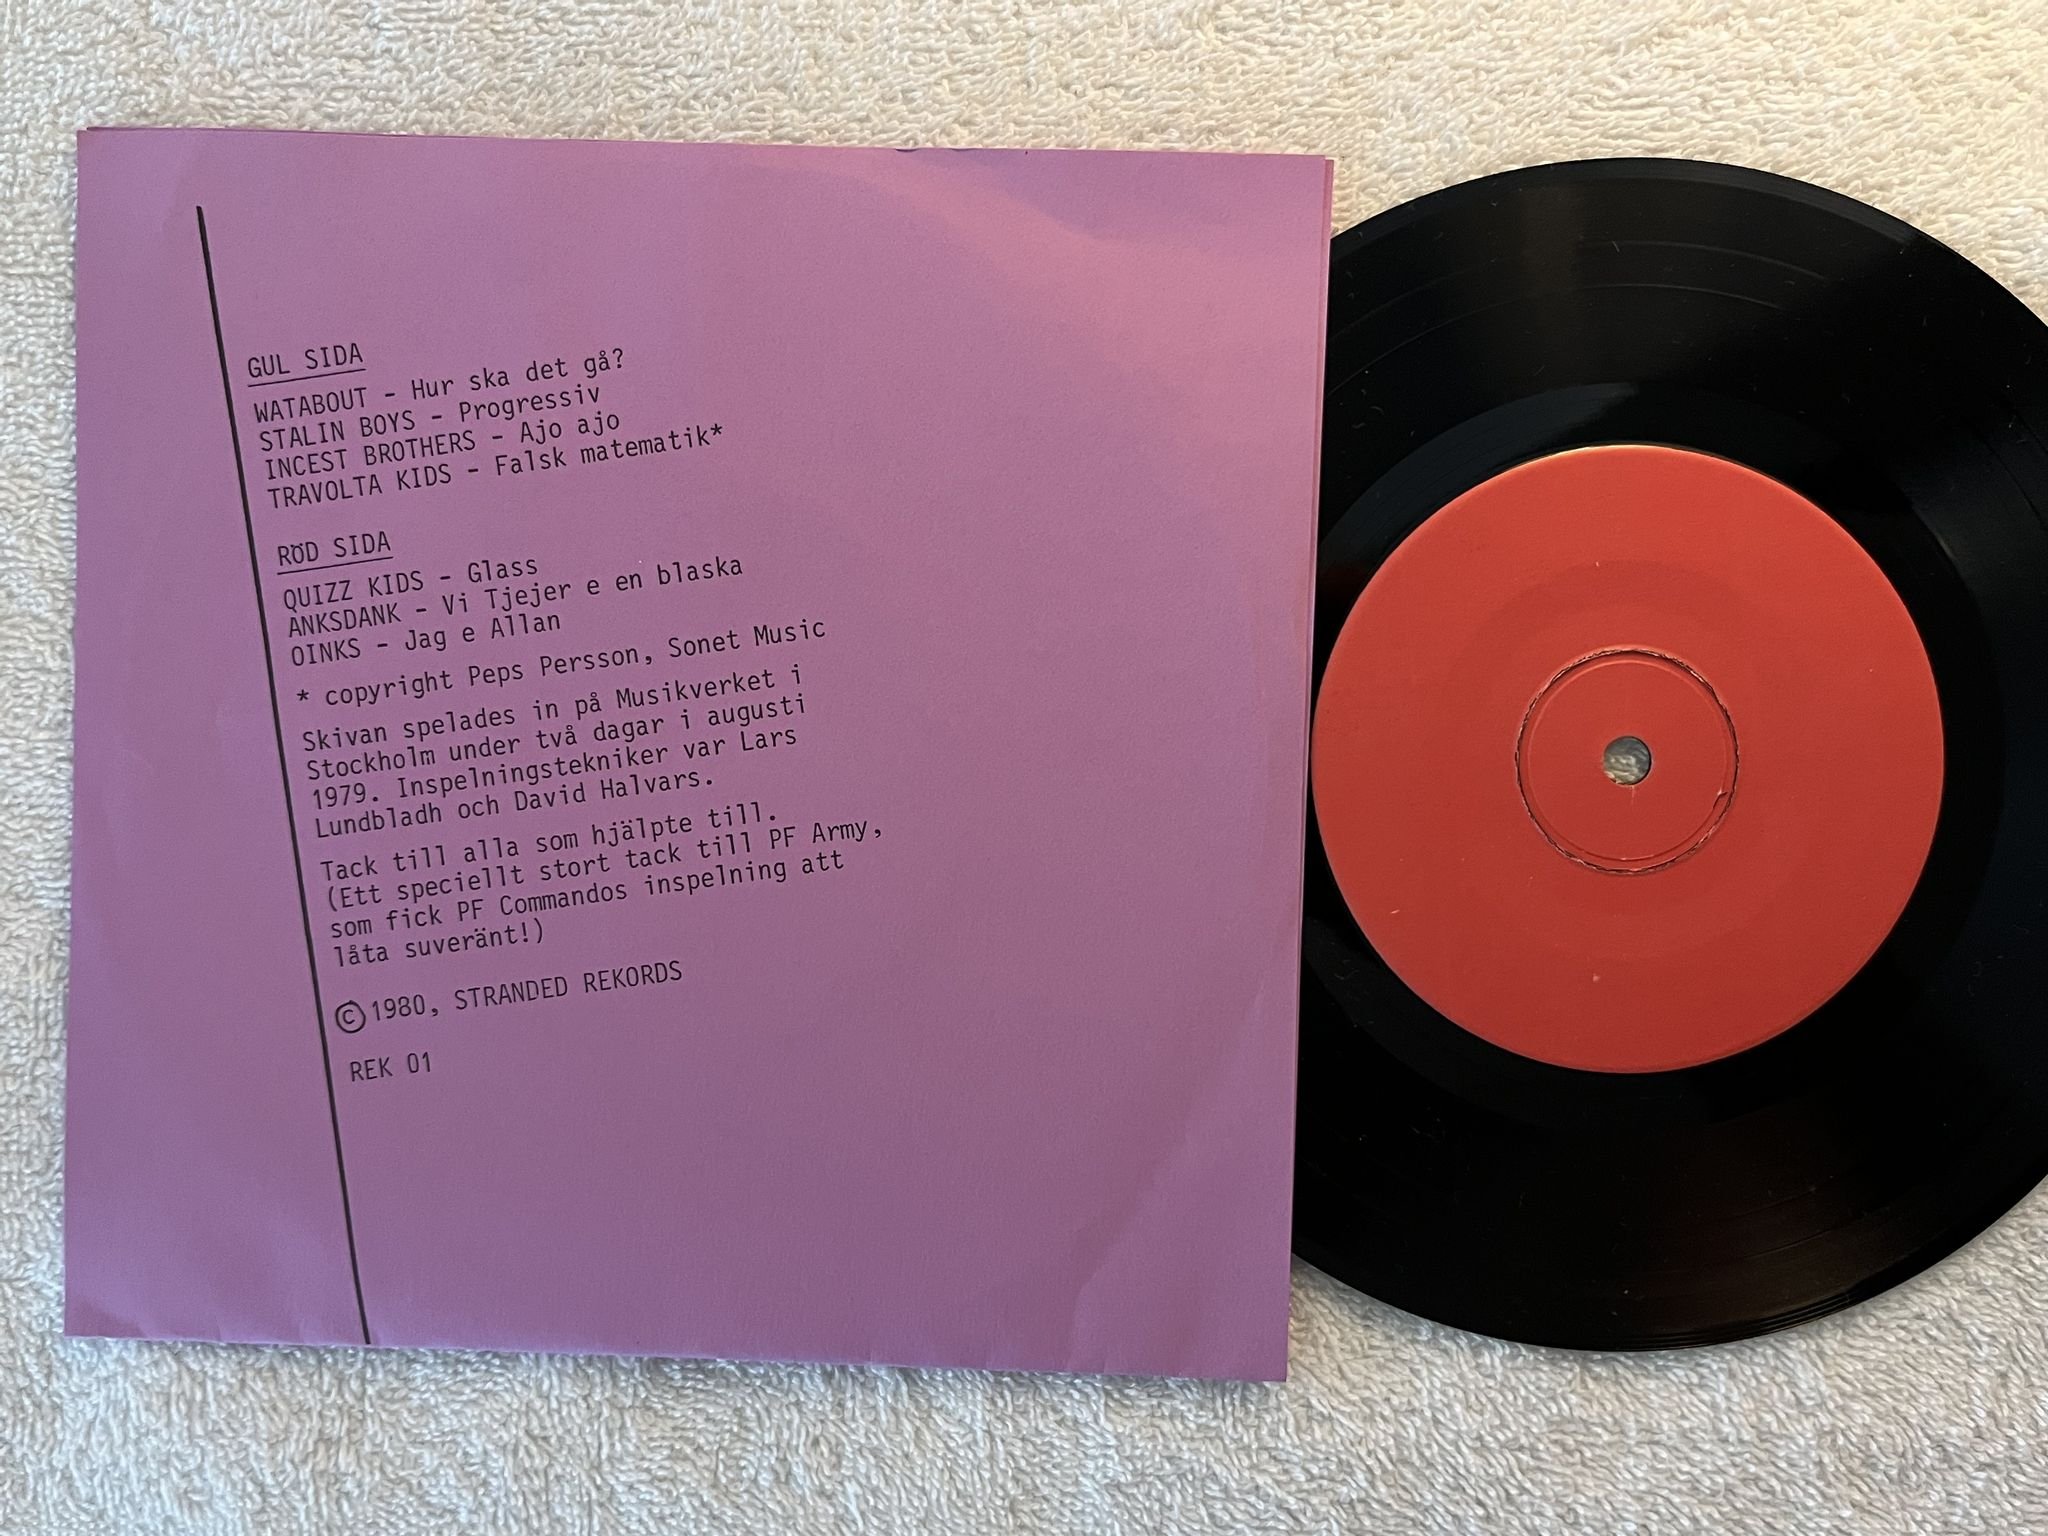 GUL SIDA
WATABOUT - Hur ska det gå?
STALIN BOYS - Progressiv
INCEST BROTHERS - Ajo ajo
TRAVOLTA KIDS - Falsk matematik*
RöD SIDA
QUIZZ KIDS - Glass
ANKSDANK - Vi Tjejer e en blaska
OINKS - Jag e Allan
* copyright Peps Persson, Sonet Music
Skivan spelades in på Musikverket i
Stockholm under två dagar i augusti
1979. Inspelningstekniker var Lars
Lundbladh och David Halvars.
Tack till alla som hjälpte till.
(Ett speciellt stort tack till PF Army,
som fick PF Commandos inspelning att
låta suveränt!)
© 1980, STRANDED REKORDS
REK 01